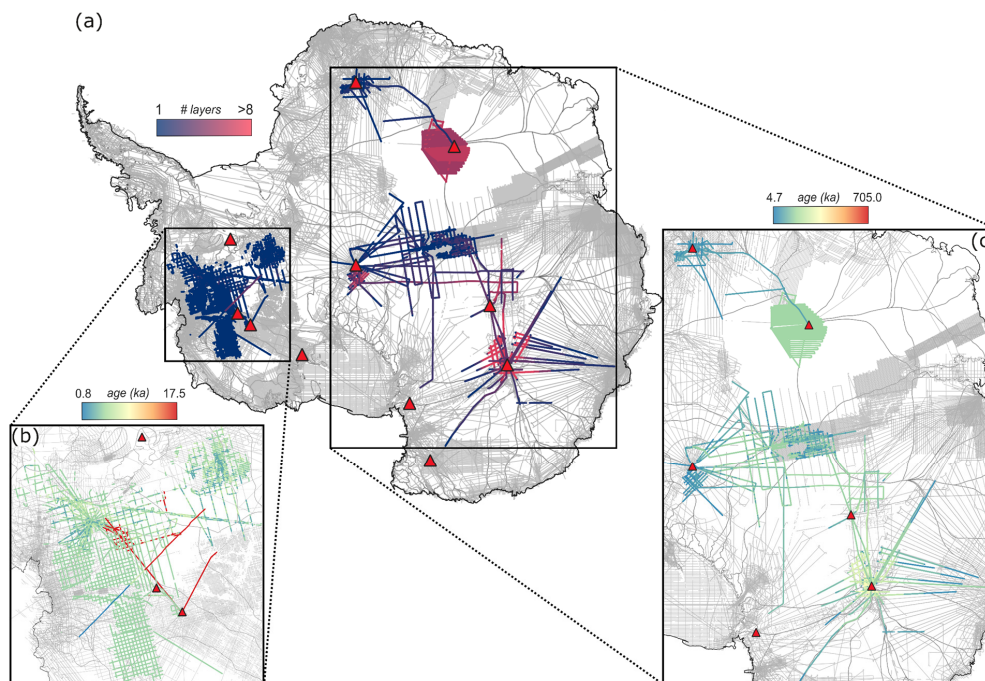 (a)
1 # layers >8
4.7 age (ka) 705.0
(c)
0.8 age (ka) 17.5
(b)